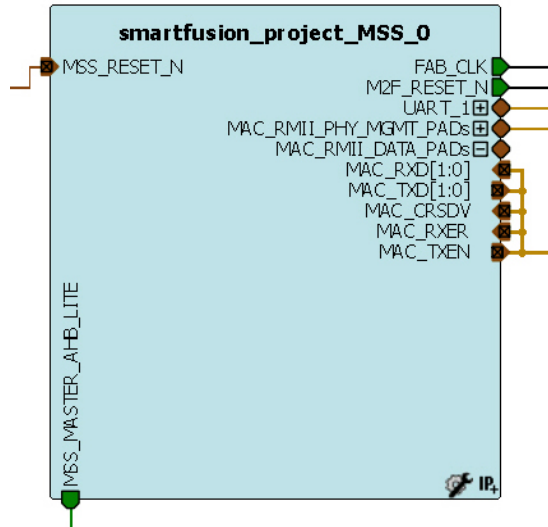 smartfusion_project_MSS_0
MSS_RESET_N
FAB_CLK
M2F_RESET_N
UART_1
MAC_RMII_PHY_MGMT_PADs
MAC_RMII_DATA_PADs
MAC_RXD[1:0]
MAC_TXD[1:0]
MAC_CRSDV
MAC_RXER
MAC_TXEN
MSS_MASTER_AHB_LITE
IP+